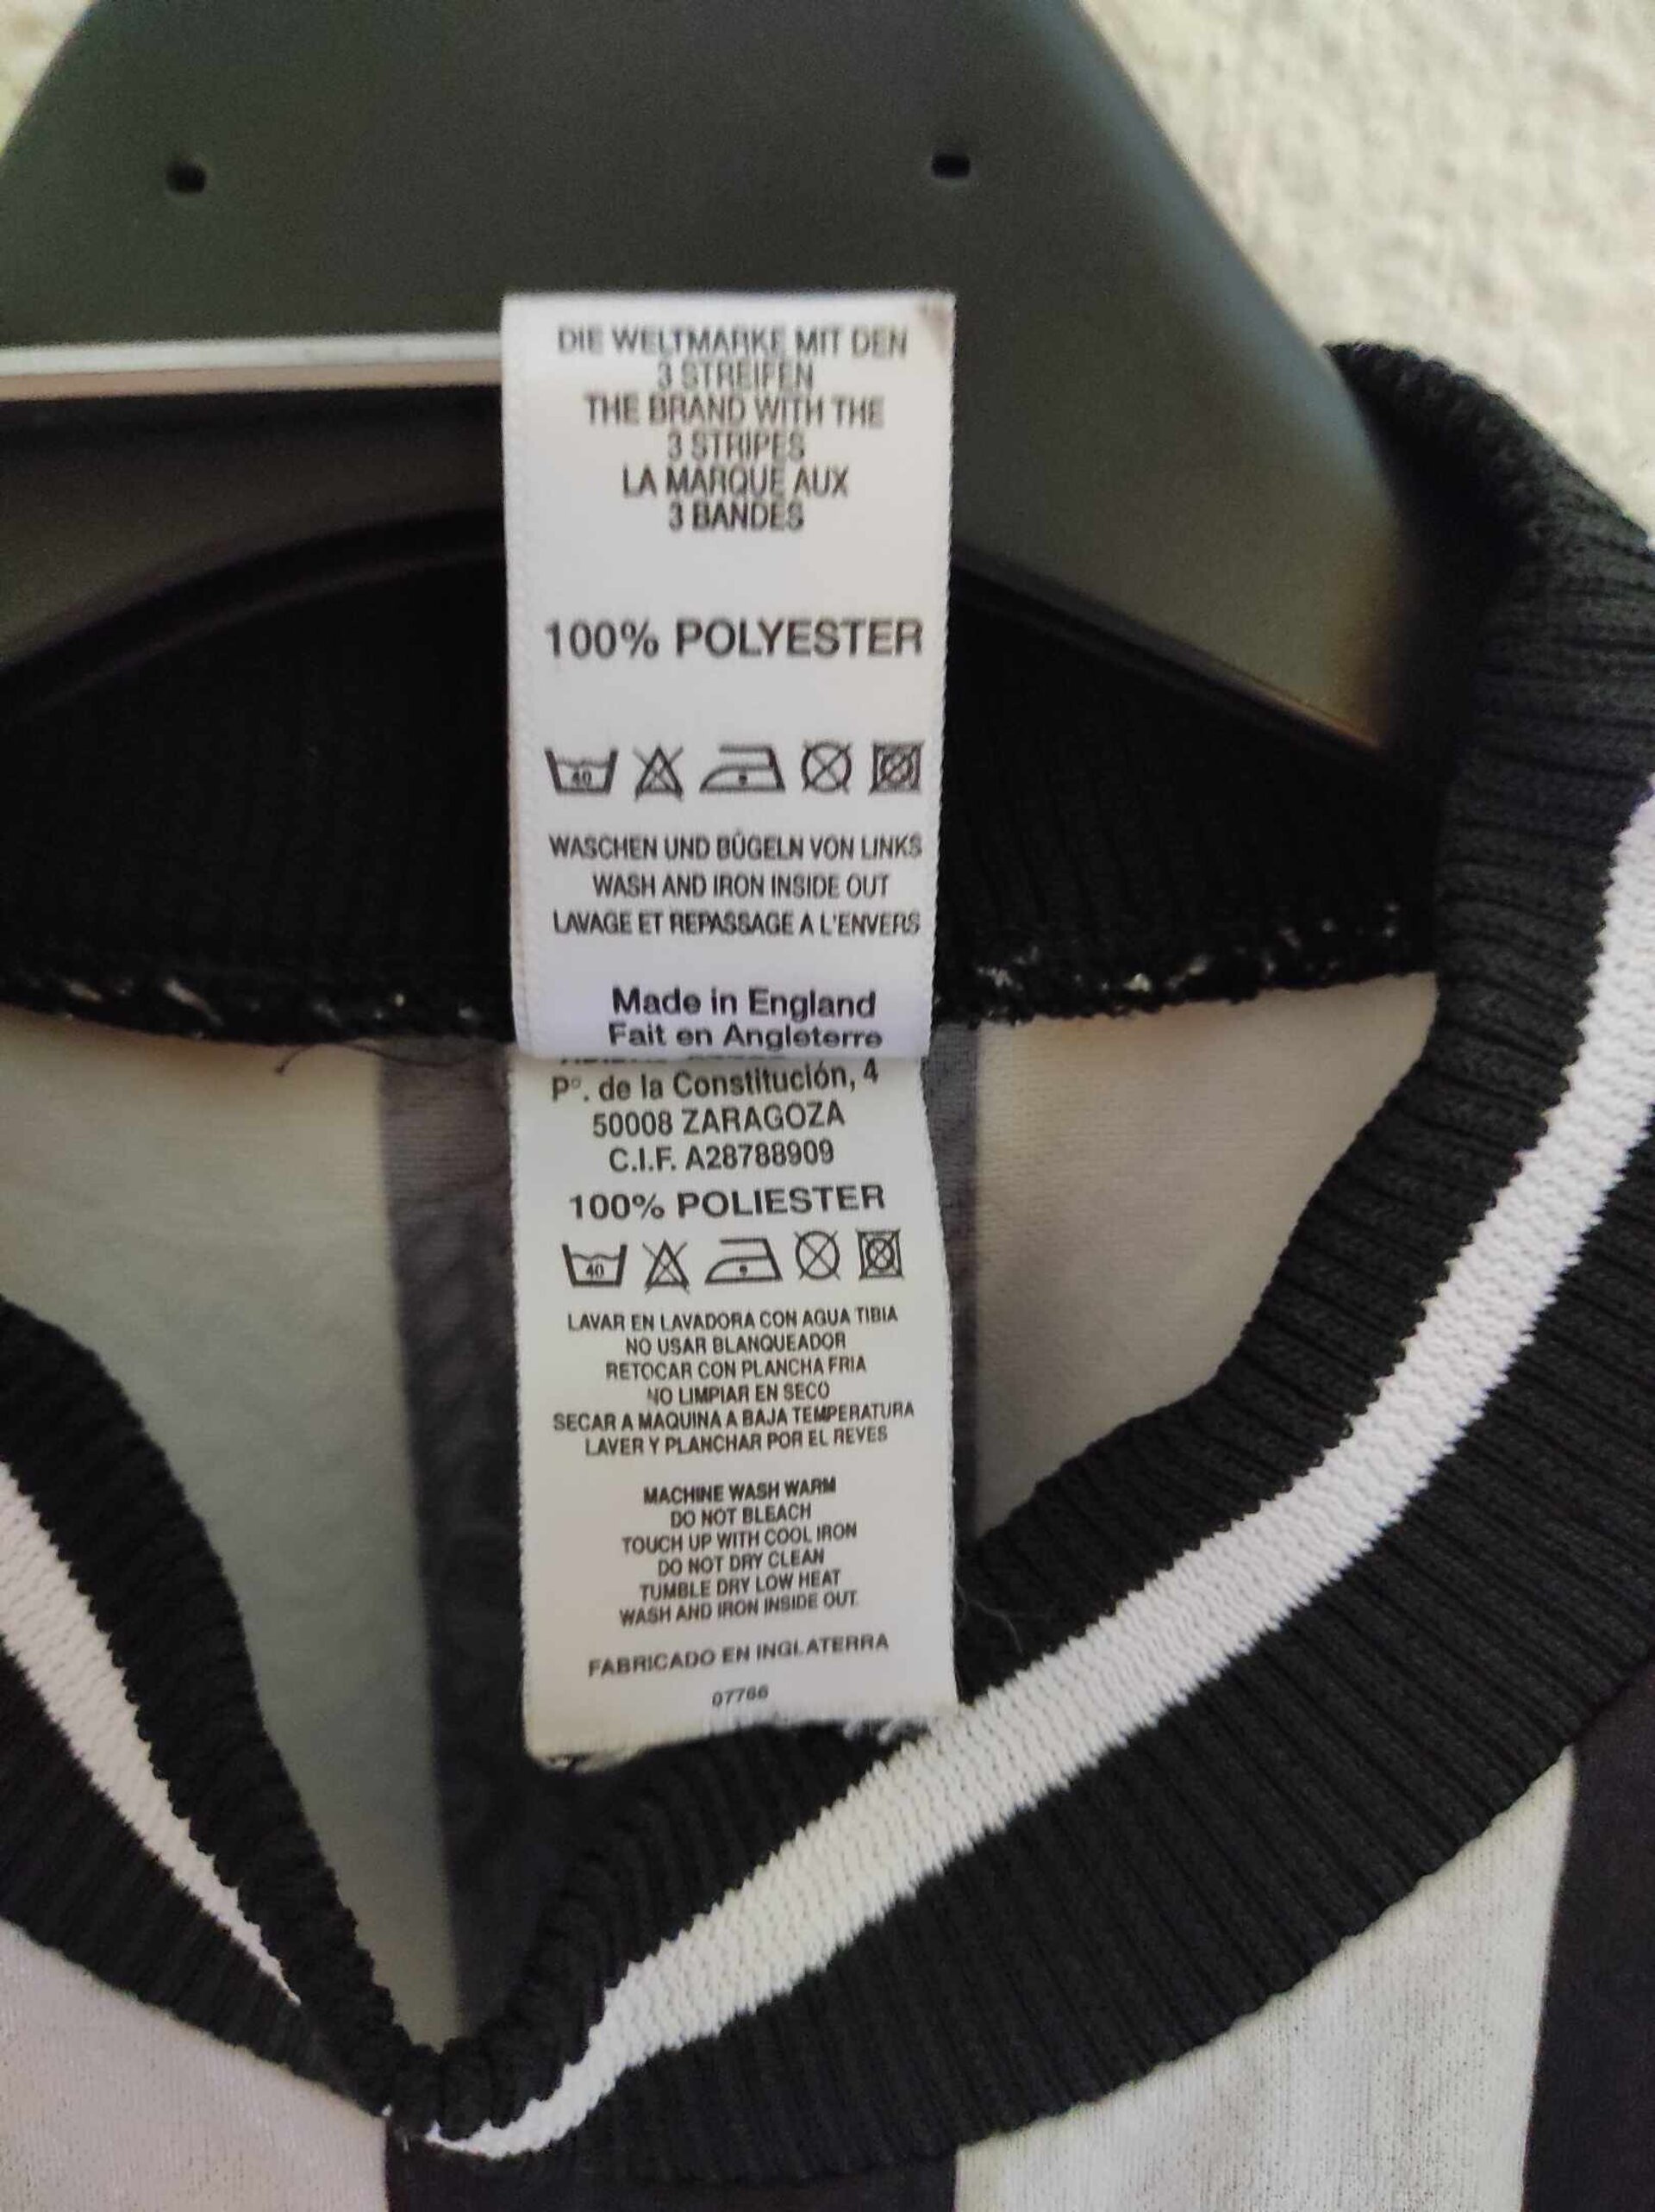 DIE WELTMARKE MIT DEN
3 STREIFEN
THE BRAND WITH THE
3 STRIPES
LA MARQUE AUX
3 BANDES
100% POLYESTER
40
WASCHEN UND BÜGELN VON LINKS
WASH AND IRON INSIDE OUT
LAVAGE ET REPASSAGE A L'ENVERS
Made in England
Fait en Angleterre
Pº. de la Constitución, 4
50008 ZARAGOZA
C.I.F. A28788909
100% POLIESTER
40
LAVAR EN LAVADORA CON AGUA TIBIA
NO USAR BLANQUEADOR
RETOCAR CON PLANCHA FRIA
NO LIMPIAR EN SECO
SECAR A MAQUINA A BAJA TEMPERATURA
LAVER Y PLANCHAR POR EL REVES
MACHINE WASH WARM
DO NOT BLEACH
TOUCH UP WITH COOL IRON
DO NOT DRY CLEAN
TUMBLE DRY LOW HEAT
WASH AND IRON INSIDE OUT.
FABRICADO EN INGLATERRA
07766